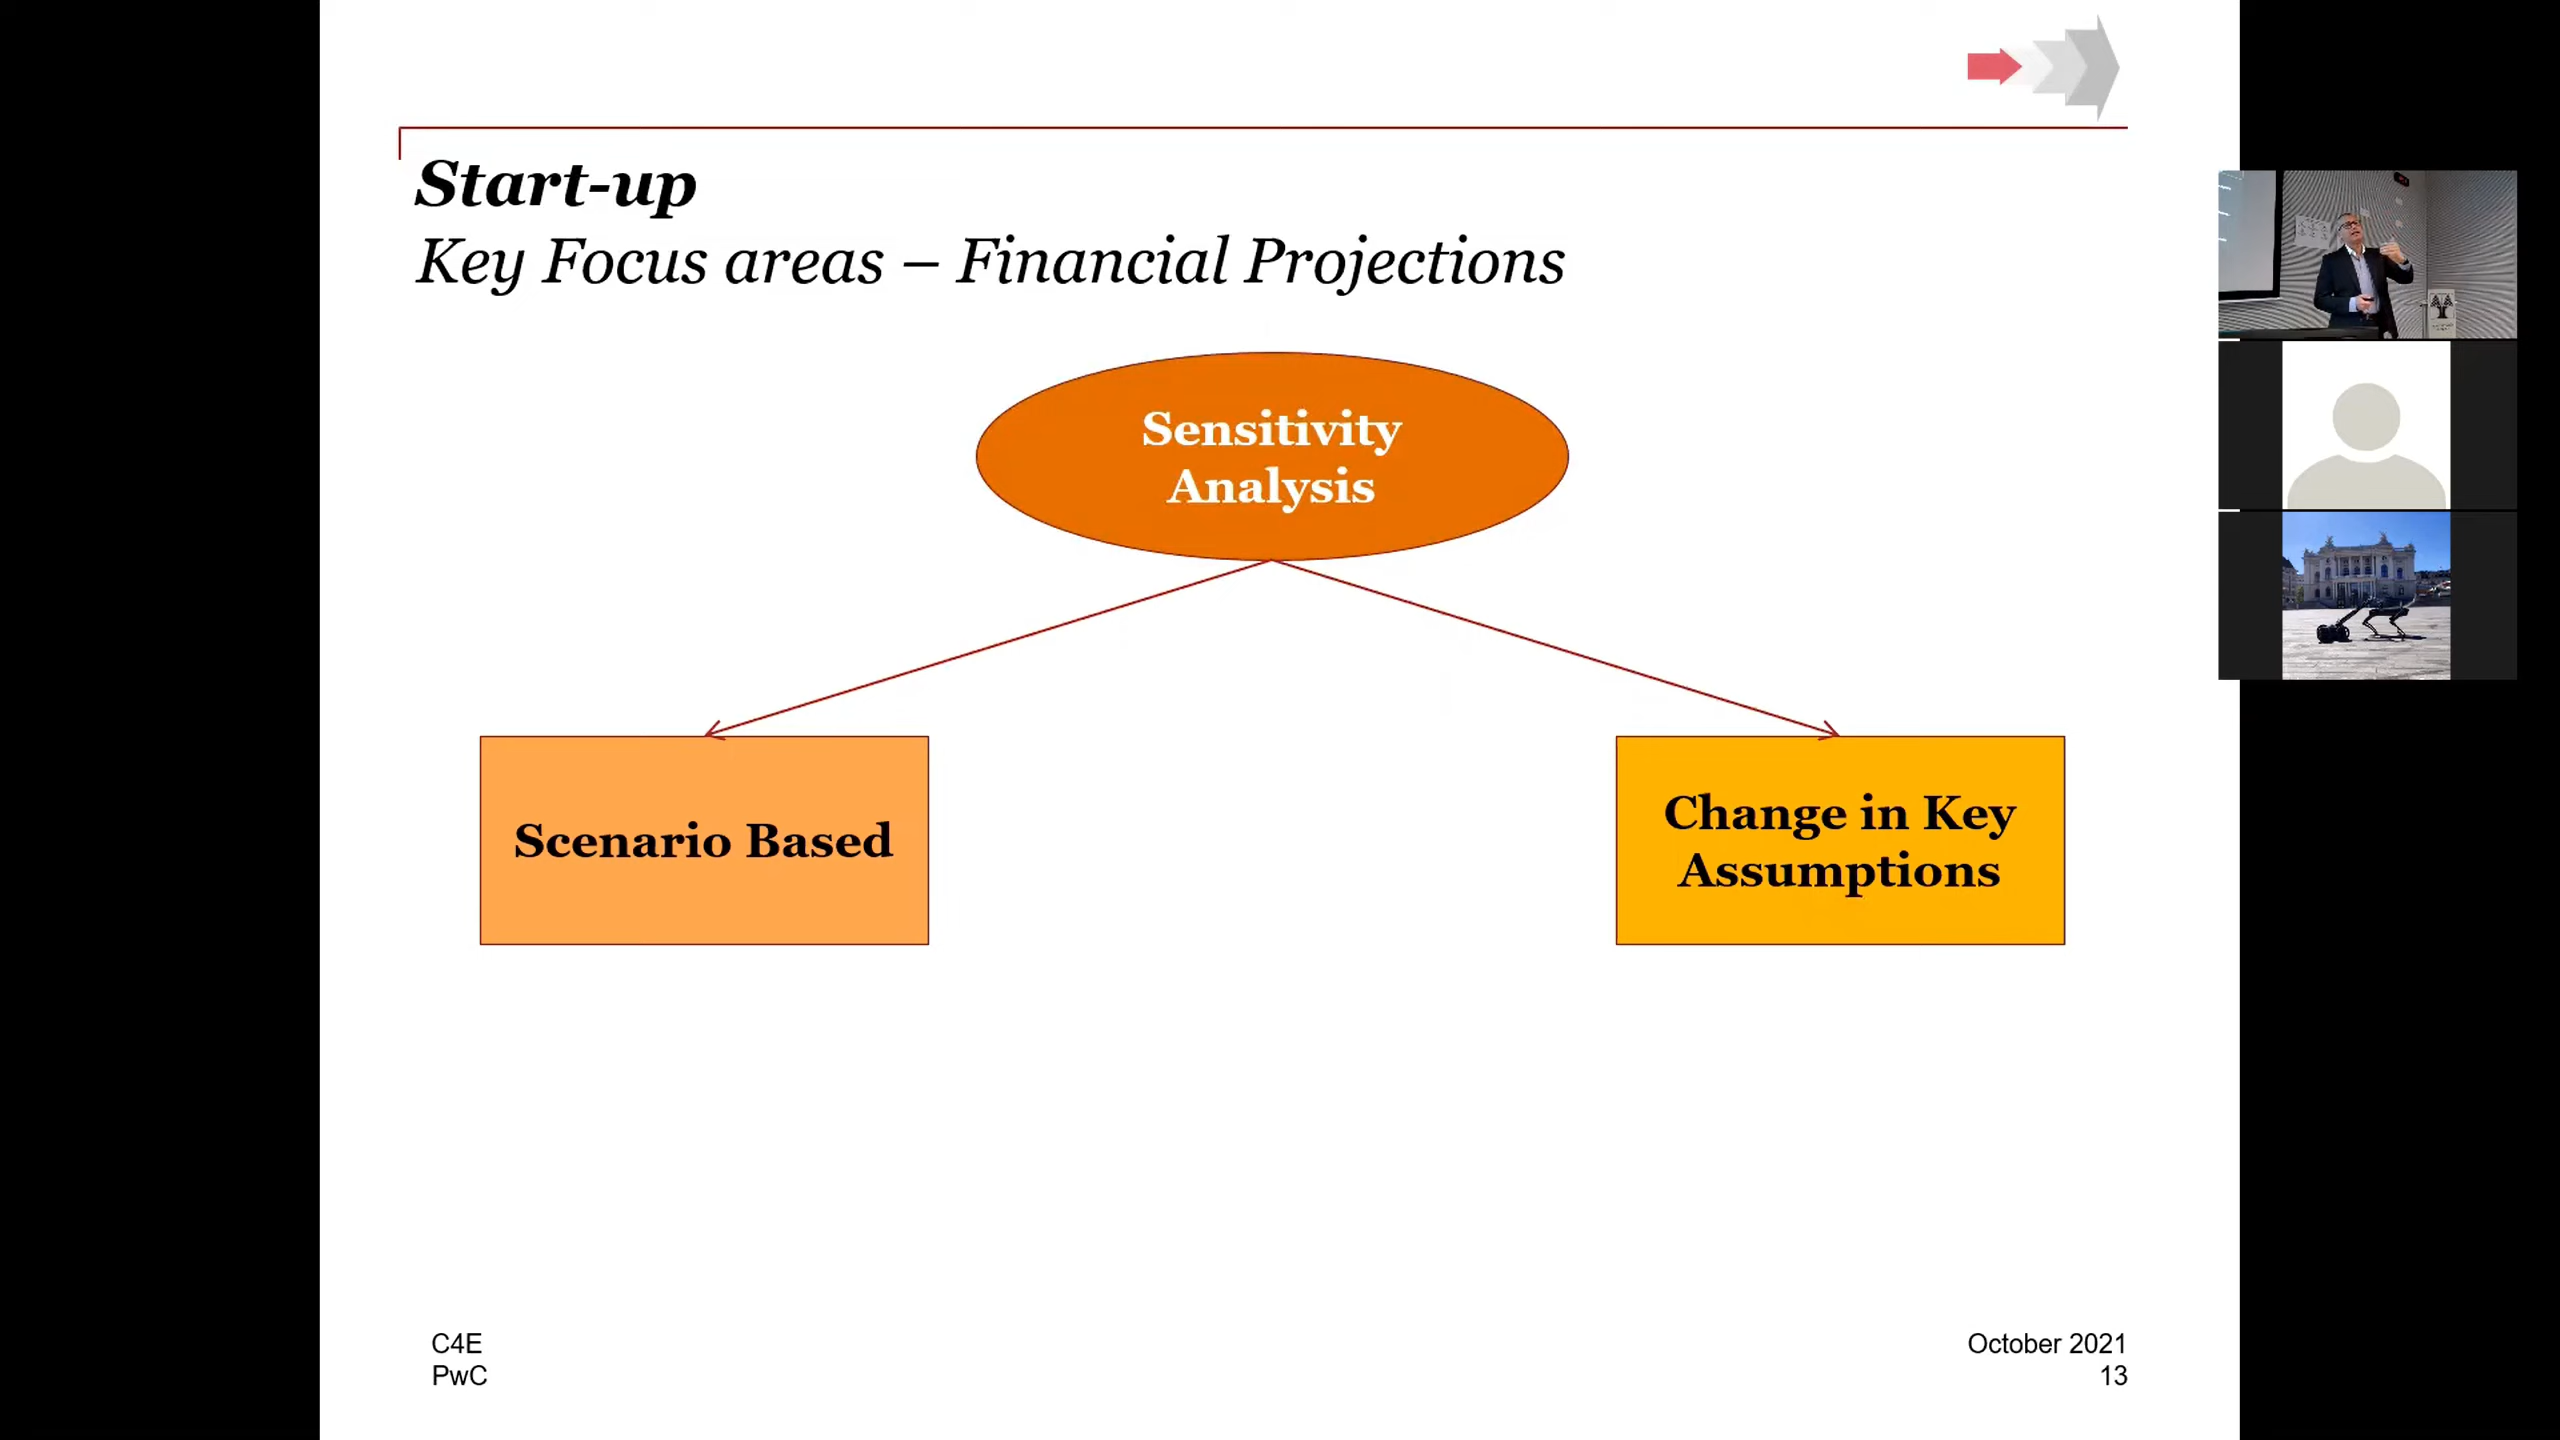 Start-up
Key Focus areas – Financial Projections
Sensitivity
Analysis
Scenario Based
Change in Key
Assumptions
C4E
PwC
October 2021
13